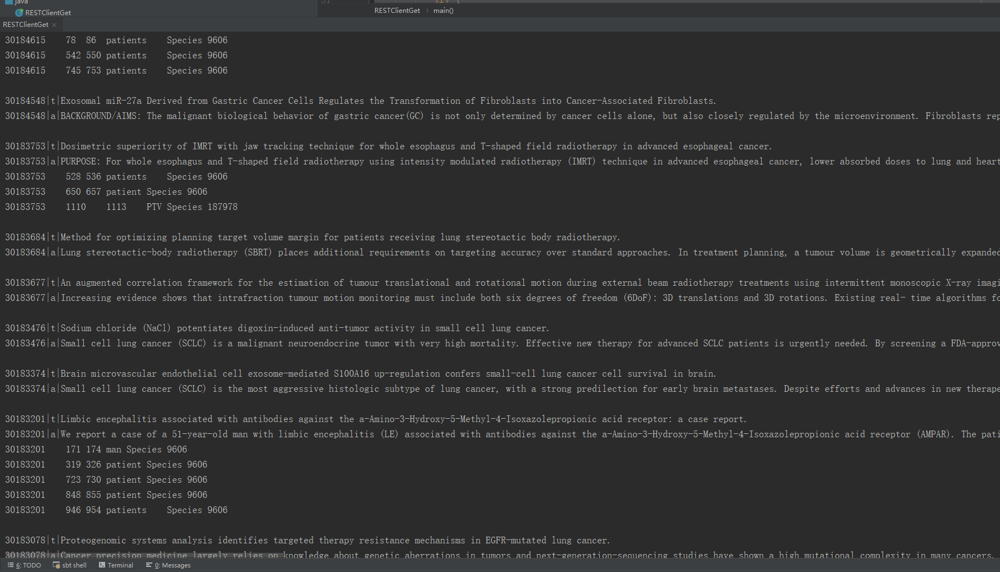 java
RESTClientGet
31
try {
RESTClientGet › main()
RESTClientGet ×
30184615 78 86 patients Species 9606
30184615 542 550 patients Species 9606
30184615 745 753 patients Species 9606
30184548|t|Exosomal miR-27a Derived from Gastric Cancer Cells Regulates the Transformation of Fibroblasts into Cancer-Associated Fibroblasts.
30184548|a|BACKGROUND/AIMS: The malignant biological behavior of gastric cancer(GC) is not only determined by cancer cells alone, but also closely regulated by the microenvironment. Fibroblasts rep
30183753|t|Dosimetric superiority of IMRT with jaw tracking technique for whole esophagus and T-shaped field radiotherapy in advanced esophageal cancer.
30183753|a|PURPOSE: For whole esophagus and T-shaped field radiotherapy using intensity modulated radiotherapy (IMRT) technique in advanced esophageal cancer, lower absorbed doses to lung and heart
30183753 528 536 patients Species 9606
30183753 650 657 patient Species 9606
30183753 1110 1113 PTV Species 187978
30183684|t|Method for optimizing planning target volume margin for patients receiving lung stereotactic body radiotherapy.
30183684|a|Lung stereotactic-body radiotherapy (SBRT) places additional requirements on targeting accuracy over standard approaches. In treatment planning, a tumour volume is geometrically expanded
30183677|t|An augmented correlation framework for the estimation of tumour translational and rotational motion during external beam radiotherapy treatments using intermittent monoscopic X-ray imagi
30183677|a|Increasing evidence shows that intrafraction tumour motion monitoring must include both six degrees of freedom (6DoF): 3D translations and 3D rotations. Existing real- time algorithms fo
30183476|t|Sodium chloride (NaCl) potentiates digoxin-induced anti-tumor activity in small cell lung cancer.
30183476|a|Small cell lung cancer (SCLC) is a malignant neuroendocrine tumor with very high mortality. Effective new therapy for advanced SCLC patients is urgently needed. By screening a FDA-approv
30183374|t|Brain microvascular endothelial cell exosome-mediated S100A16 up-regulation confers small-cell lung cancer cell survival in brain.
30183374|a|Small cell lung cancer (SCLC) is the most aggressive histologic subtype of lung cancer, with a strong predilection for early brain metastases. Despite efforts and advances in new therape
30183201|t|Limbic encephalitis associated with antibodies against the a-Amino-3-Hydroxy-5-Methyl-4-Isoxazolepropionic acid receptor: a case report.
30183201|a|We report a case of a 51-year-old man with limbic encephalitis (LE) associated with antibodies against the a-Amino-3-Hydroxy-5-Methyl-4-Isoxazolepropionic acid receptor (AMPAR). The pati
30183201 171 174 man Species 9606
30183201 319 326 patient Species 9606
30183201 723 730 patient Species 9606
30183201 848 855 patient Species 9606
30183201 946 954 patients Species 9606
30183078|t|Proteogenomic systems analysis identifies targeted therapy resistance mechanisms in EGFR-mutated lung cancer.
30183078|a|Cancer precision medicine largely relies on knowledge about genetic aberrations in tumors and next-generation-sequencing studies have shown a high mutational complexity in many cancers.
6: TODO sbt shell Terminal 0: Messages